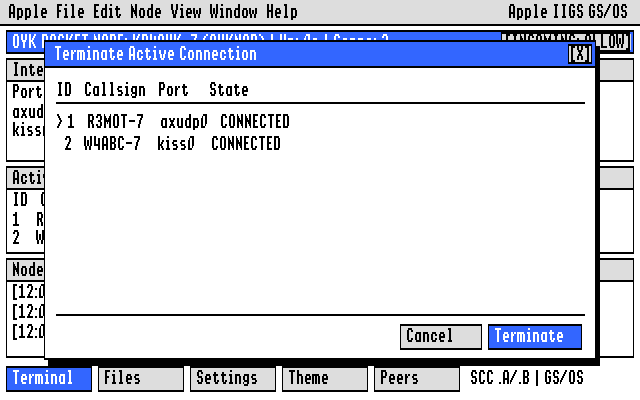 Apple File Edit Node View Window Help Apple IIGS GS/OS
Terminate Active Connection [X]
ID Callsign Port State
>1 R3MOT-7 axudp0 CONNECTED
2 W4ABC-7 kiss0 CONNECTED
Cancel Terminate
Inte
Port
axud
kiss
Acti
ID
1 R
2 W
Node
[12:0
[12:0
[12:0
Terminal Files Settings Theme Peers SCC .A/.B | GS/OS